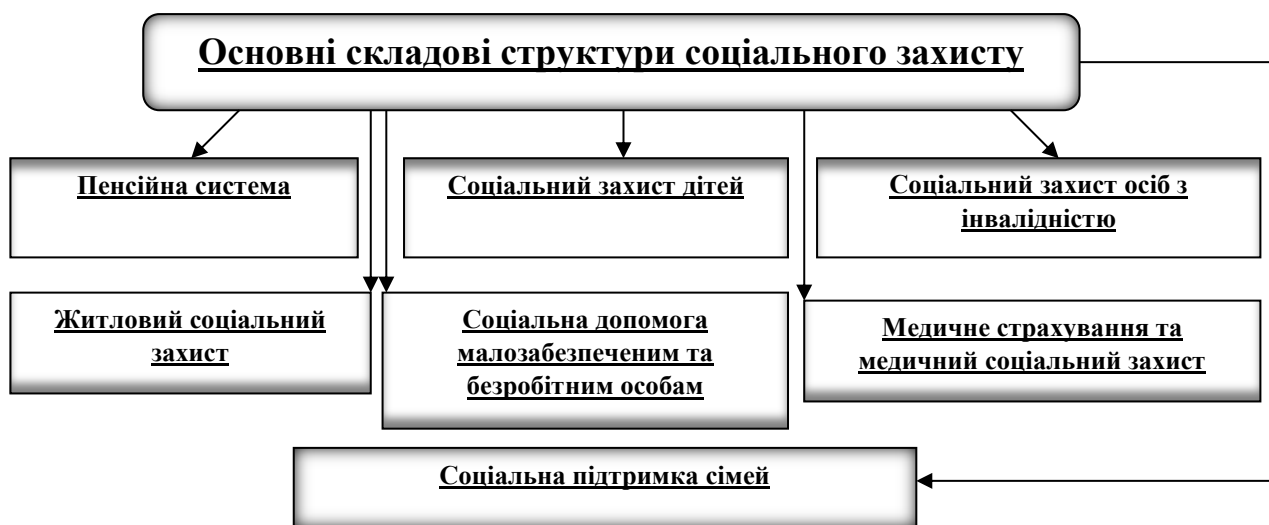 Основні складові структури соціального захисту
Пенсійна система
Соціальний захист дітей
Соціальний захист осіб з
інвалідністю
Житловий соціальний
захист
Соціальна допомога
малозабезпеченим та
безробітним особам
Медичне страхування та
медичний соціальний захист
Соціальна підтримка сімей